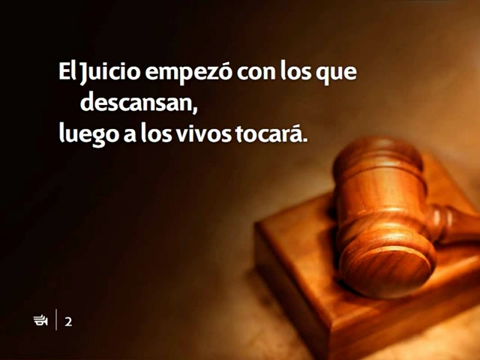 El Juicio empezó con los que
descansan,
luego a los vivos tocará.
2